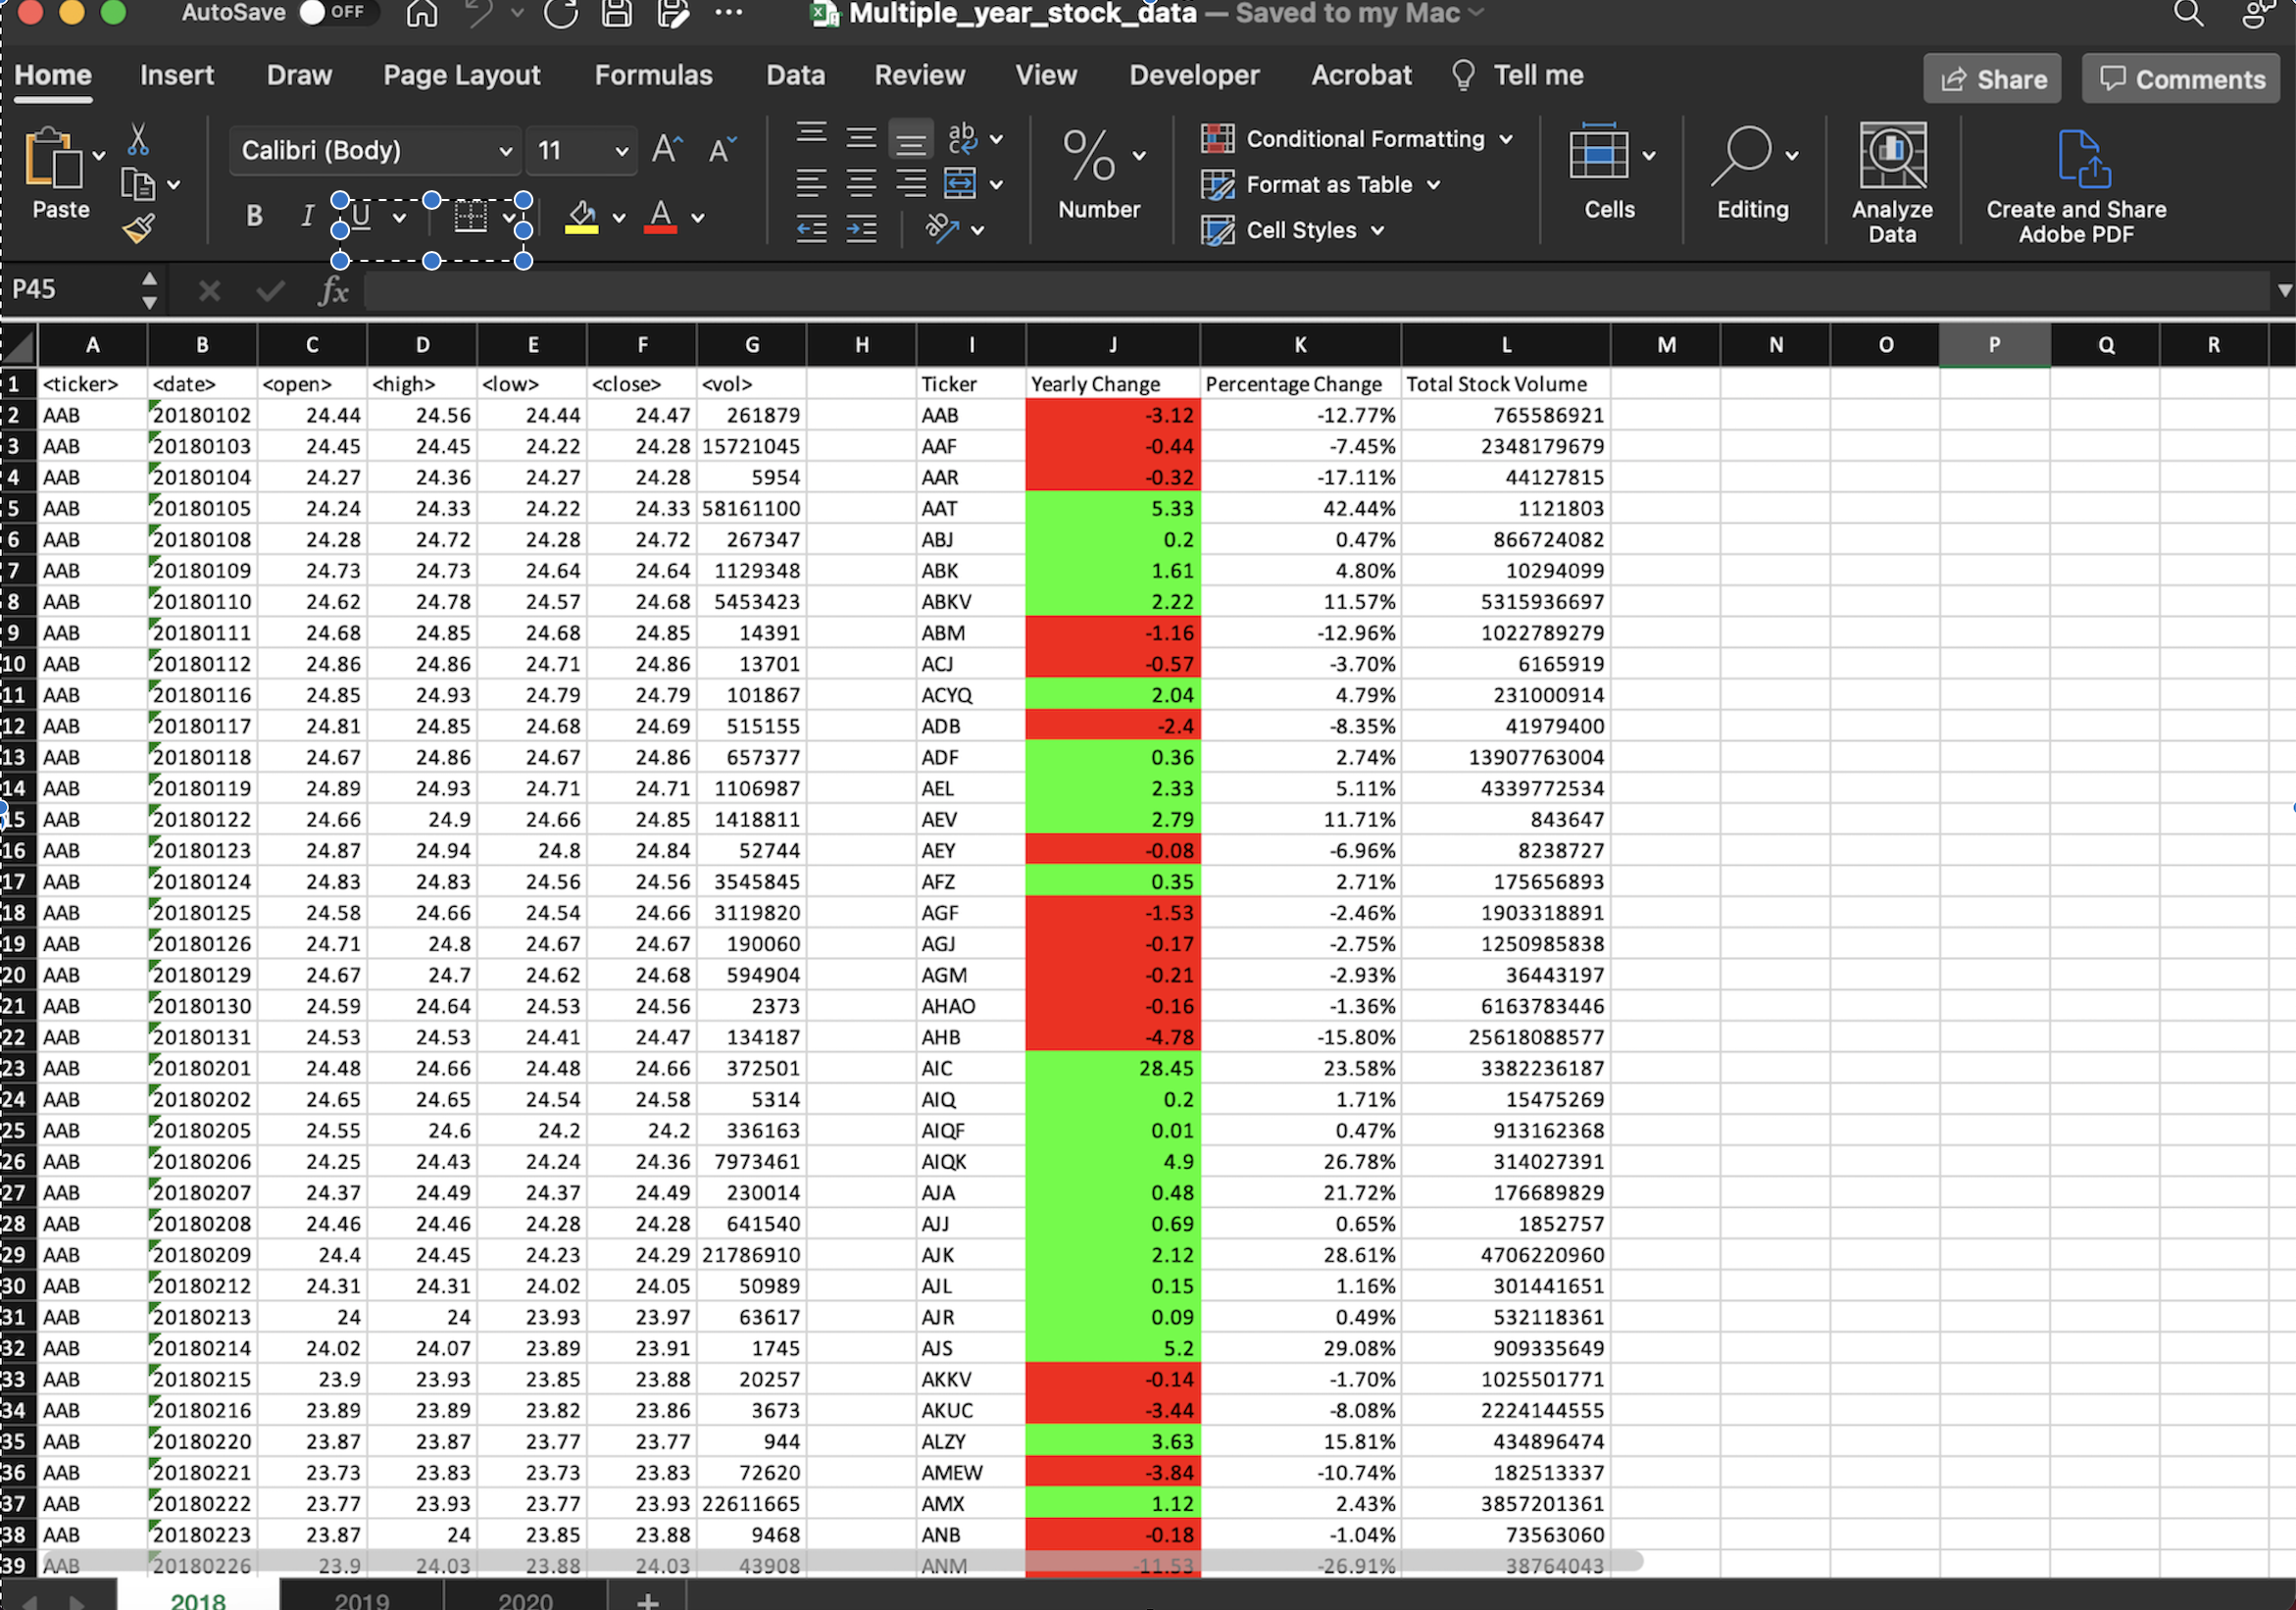 AutoSave OFF Multiple_year_stock_data — Saved to my Mac
Home Insert Draw Page Layout Formulas Data Review View Developer Acrobat Tell me Share Comments
Paste Calibri (Body) 11 A A ab c % Conditional Formatting
Format as Table
B I U A Number Cells Editing Analyze Data Create and Share Adobe PDF
Cell Styles
P45 fx
A B C D E F G H I J K L M N O P Q R
1 <ticker> <date> <open> <high> <low> <close> <vol> Ticker Yearly Change Percentage Change Total Stock Volume
2 AAB 20180102 24.44 24.56 24.44 24.47 261879 AAB -3.12 -12.77% 765586921
3 AAB 20180103 24.45 24.45 24.22 24.28 15721045 AAF -0.44 -7.45% 2348179679
4 AAB 20180104 24.27 24.36 24.27 24.28 5954 AAR -0.32 -17.11% 44127815
5 AAB 20180105 24.24 24.33 24.22 24.33 58161100 AAT 5.33 42.44% 1121803
6 AAB 20180108 24.28 24.72 24.28 24.72 267347 ABJ 0.2 0.47% 866724082
7 AAB 20180109 24.73 24.73 24.64 24.64 1129348 ABK 1.61 4.80% 10294099
8 AAB 20180110 24.62 24.78 24.57 24.68 5453423 ABKV 2.22 11.57% 5315936697
9 AAB 20180111 24.68 24.85 24.68 24.85 14391 ABM -1.16 -12.96% 1022789279
10 AAB 20180112 24.86 24.86 24.71 24.86 13701 ACJ -0.57 -3.70% 6165919
11 AAB 20180116 24.85 24.93 24.79 24.79 101867 ACYQ 2.04 4.79% 231000914
12 AAB 20180117 24.81 24.85 24.68 24.69 515155 ADB -2.4 -8.35% 41979400
13 AAB 20180118 24.67 24.86 24.67 24.86 657377 ADF 0.36 2.74% 13907763004
14 AAB 20180119 24.89 24.93 24.71 24.71 1106987 AEL 2.33 5.11% 4339772534
15 AAB 20180122 24.66 24.9 24.66 24.85 1418811 AEV 2.79 11.71% 843647
16 AAB 20180123 24.87 24.94 24.8 24.84 52744 AEY -0.08 -6.96% 8238727
17 AAB 20180124 24.83 24.83 24.56 24.56 3545845 AFZ 0.35 2.71% 175656893
18 AAB 20180125 24.58 24.66 24.54 24.66 3119820 AGF -1.53 -2.46% 1903318891
19 AAB 20180126 24.71 24.8 24.67 24.67 190060 AGJ -0.17 -2.75% 1250985838
20 AAB 20180129 24.67 24.7 24.62 24.68 594904 AGM -0.21 -2.93% 36443197
21 AAB 20180130 24.59 24.64 24.53 24.56 2373 AHAO -0.16 -1.36% 6163783446
22 AAB 20180131 24.53 24.53 24.41 24.47 134187 AHB -4.78 -15.80% 25618088577
23 AAB 20180201 24.48 24.66 24.48 24.66 372501 AIC 28.45 23.58% 3382236187
24 AAB 20180202 24.65 24.65 24.54 24.58 5314 AIQ 0.2 1.71% 15475269
25 AAB 20180205 24.55 24.6 24.2 24.2 336163 AIQF 0.01 0.47% 913162368
26 AAB 20180206 24.25 24.43 24.24 24.36 7973461 AIQK 4.9 26.78% 314027391
27 AAB 20180207 24.37 24.49 24.37 24.49 230014 AJA 0.48 21.72% 176689829
28 AAB 20180208 24.46 24.46 24.28 24.28 641540 AJJ 0.69 0.65% 1852757
29 AAB 20180209 24.4 24.45 24.23 24.29 21786910 AJK 2.12 28.61% 4706220960
30 AAB 20180212 24.31 24.31 24.02 24.05 50989 AJL 0.15 1.16% 301441651
31 AAB 20180213 24 24 23.93 23.97 63617 AJR 0.09 0.49% 532118361
32 AAB 20180214 24.02 24.07 23.89 23.91 1745 AJS 5.2 29.08% 909335649
33 AAB 20180215 23.9 23.93 23.85 23.88 20257 AKKV -0.14 -1.70% 1025501771
34 AAB 20180216 23.89 23.89 23.82 23.86 3673 AKUC -3.44 -8.08% 2224144555
35 AAB 20180220 23.87 23.87 23.77 23.77 944 ALZY 3.63 15.81% 434896474
36 AAB 20180221 23.73 23.83 23.73 23.83 72620 AMEW -3.84 -10.74% 182513337
37 AAB 20180222 23.77 23.93 23.77 23.93 22611665 AMX 1.12 2.43% 3857201361
38 AAB 20180223 23.87 24 23.85 23.88 9468 ANB -0.18 -1.04% 73563060
39 AAB 20180226 23.9 24.03 23.88 24.03 43908 ANM -11.53 -26.91% 38764043
2018 2019 2020 +